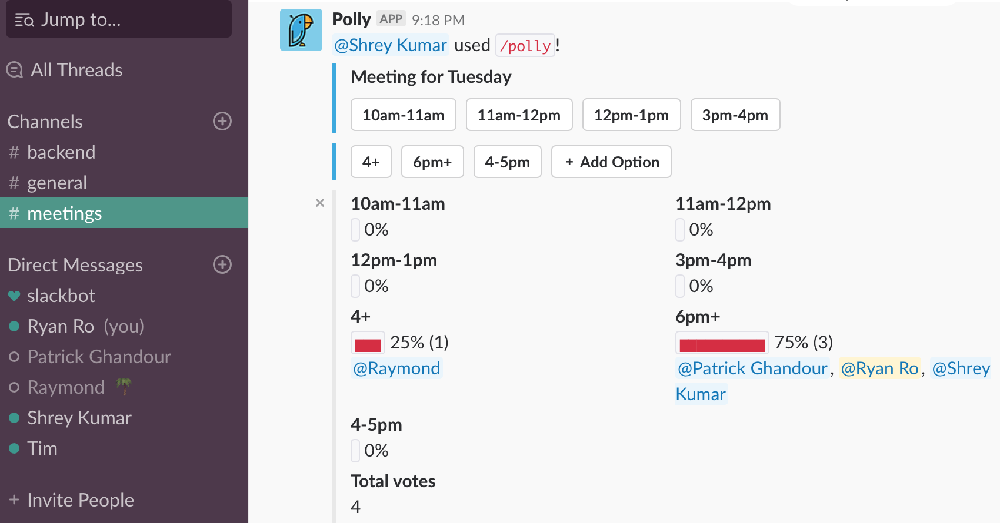 Jump to...
All Threads
Channels
# backend
# general
# meetings
Direct Messages
slackbot
Ryan Ro (you)
Patrick Ghandour
Raymond
Shrey Kumar
Tim
+ Invite People
Polly APP 9:18 PM
@Shrey Kumar used /polly!
Meeting for Tuesday
10am-11am 11am-12pm 12pm-1pm 3pm-4pm
4+ 6pm+ 4-5pm + Add Option
10am-11am 11am-12pm
0% 0%
12pm-1pm 3pm-4pm
0% 0%
4+ 6pm+
25% (1) 75% (3)
@Raymond @Patrick Ghandour, @Ryan Ro, @Shrey
Kumar
4-5pm
0%
Total votes
4